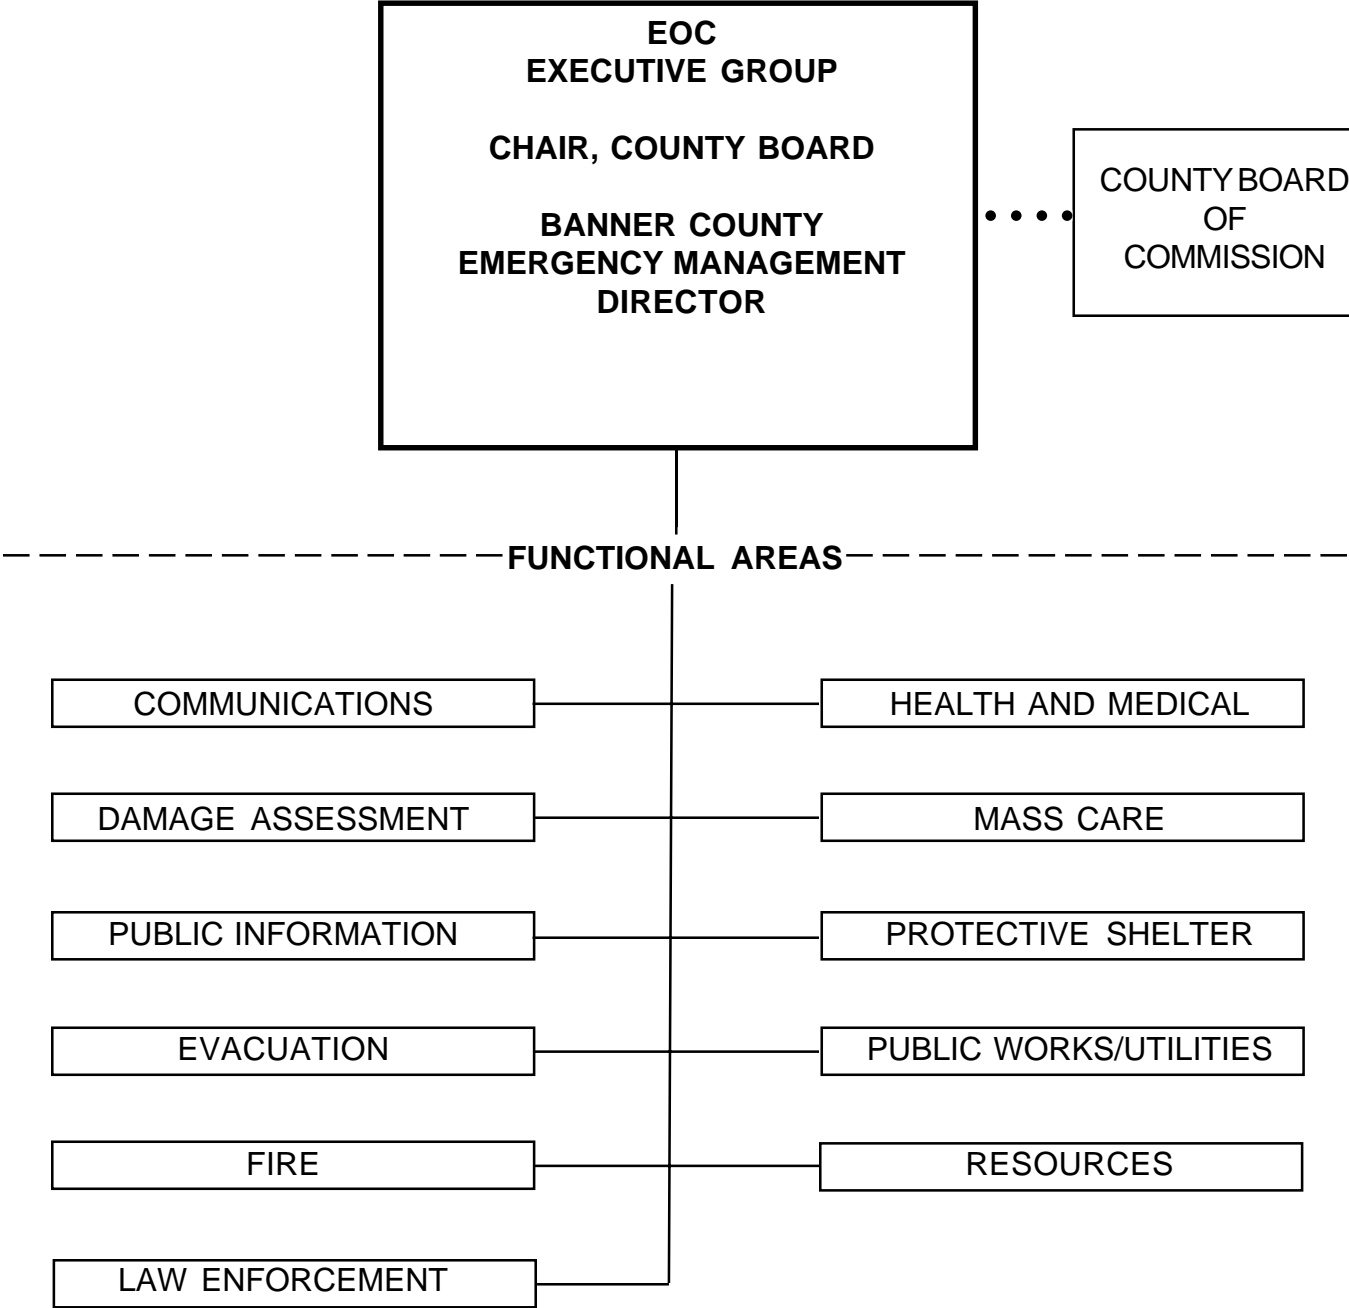 EOC
EXECUTIVE GROUP
CHAIR, COUNTY BOARD
BANNER COUNTY
EMERGENCY MANAGEMENT
DIRECTOR
COUNTY BOARD
OF
COMMISSION
FUNCTIONAL AREAS
COMMUNICATIONS
HEALTH AND MEDICAL
DAMAGE ASSESSMENT
MASS CARE
PUBLIC INFORMATION
PROTECTIVE SHELTER
EVACUATION
PUBLIC WORKS/UTILITIES
FIRE
RESOURCES
LAW ENFORCEMENT